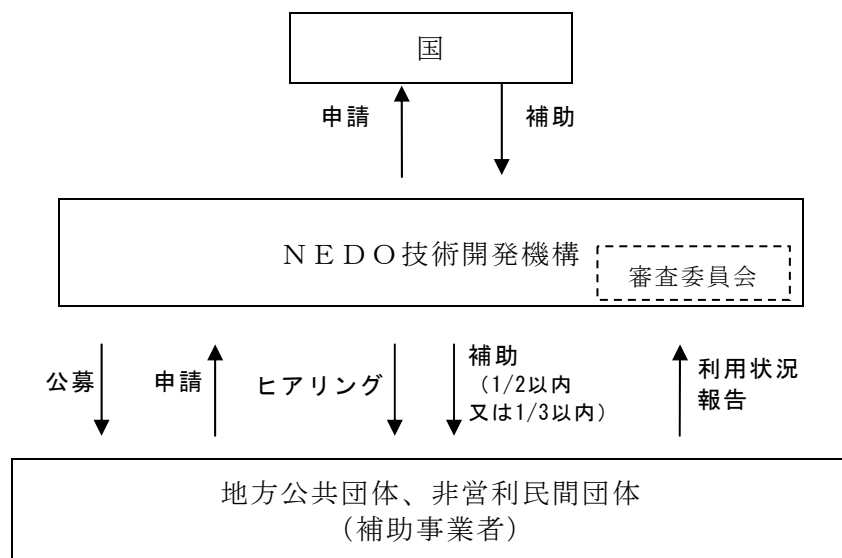 国
申請
補助
NEDO技術開発機構
審査委員会
公募
申請
ヒアリング
補助
(1/2以内
又は1/3以内)
利用状況
報告
地方公共団体、非営利民間団体
(補助事業者)